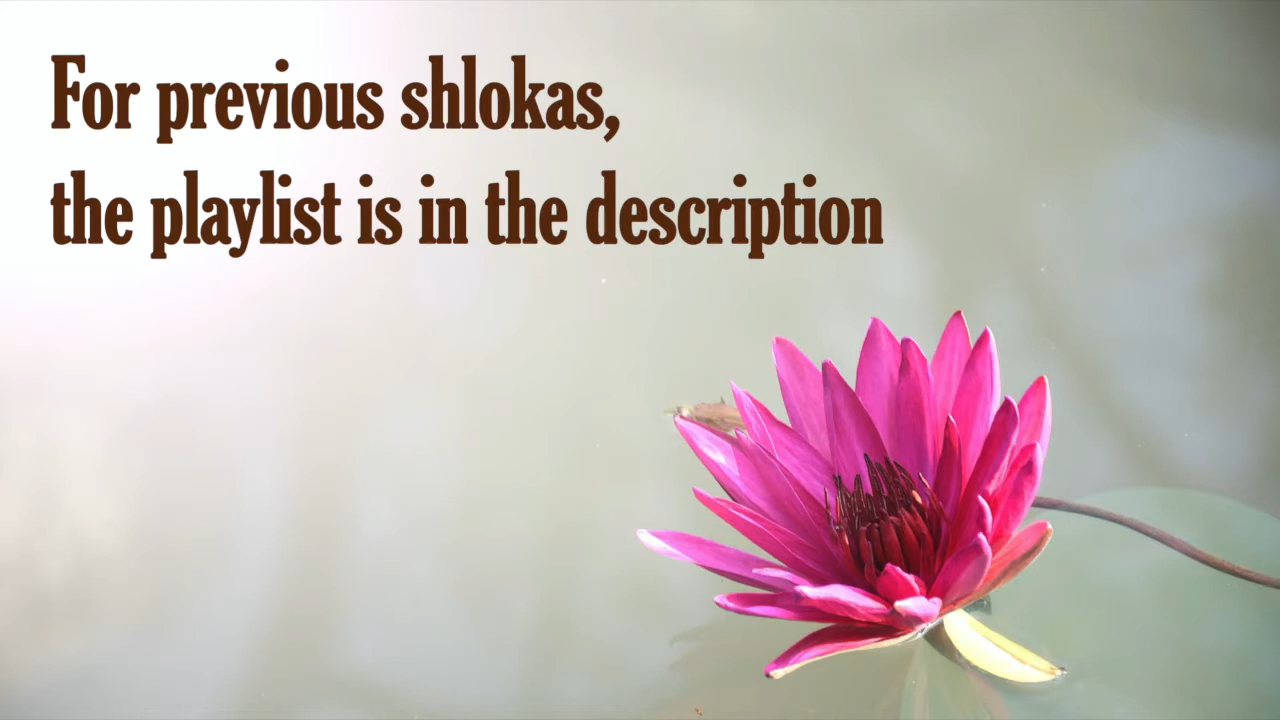 For previous shlokas,
the playlist is in the description